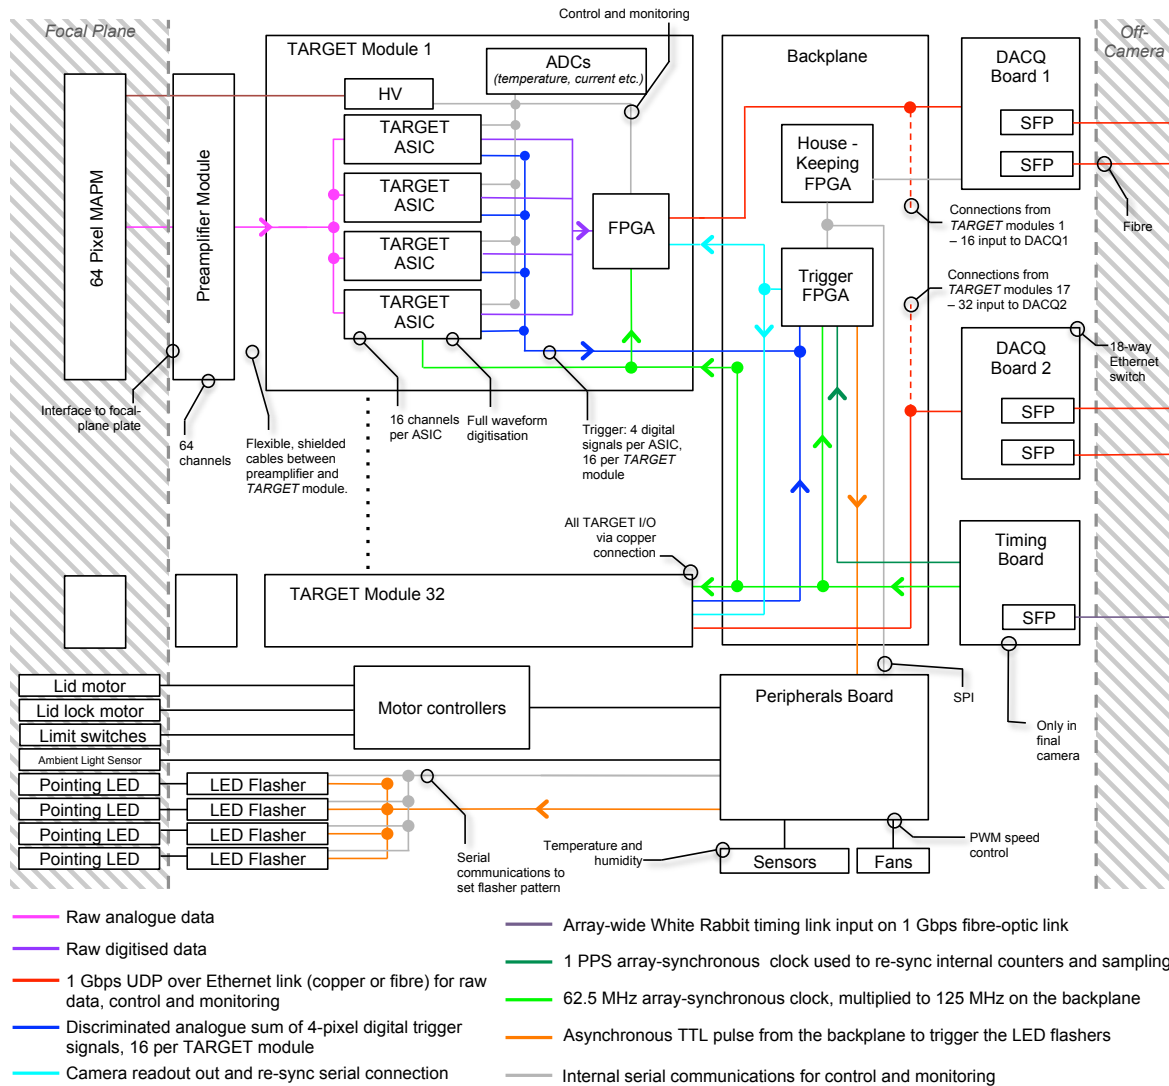 Focal Plane
Control and monitoring
Off-
Camera
TARGET Module 1
ADCs
(temperature, current etc.)
Backplane
DACQ
Board 1
SFP
SFP
HV
TARGET
ASIC
TARGET
ASIC
TARGET
ASIC
TARGET
ASIC
FPGA
House -
Keeping
FPGA
Trigger
FPGA
64 Pixel MAPM
Preamplifier Module
Connections from
TARGET modules 1
– 16 input to DACQ1
Fibre
Connections from
TARGET modules 17
– 32 input to DACQ2
DACQ
Board 2
SFP
SFP
18-way
Ethernet
switch
Interface to focal-
plane plate
64
channels
Flexible, shielded
cables between
preamplifier and
TARGET module.
16 channels
per ASIC
Full waveform
digitisation
Trigger: 4 digital
signals per ASIC,
16 per TARGET
module
All TARGET I/O
via copper
connection
Timing
Board
SFP
TARGET Module 32
Lid motor
Lid lock motor
Limit switches
Ambient Light Sensor
Pointing LED
Pointing LED
Pointing LED
Pointing LED
LED Flasher
LED Flasher
LED Flasher
LED Flasher
Motor controllers
Peripherals Board
SPI
Only in
final
camera
Serial
communications to
set flasher pattern
Temperature and
humidity
Sensors
Fans
PWM speed
control
Raw analogue data
Raw digitised data
1 Gbps UDP over Ethernet link (copper or fibre) for raw
data, control and monitoring
Discriminated analogue sum of 4-pixel digital trigger
signals, 16 per TARGET module
Camera readout out and re-sync serial connection
Array-wide White Rabbit timing link input on 1 Gbps fibre-optic link
1 PPS array-synchronous clock used to re-sync internal counters and sampling
62.5 MHz array-synchronous clock, multiplied to 125 MHz on the backplane
Asynchronous TTL pulse from the backplane to trigger the LED flashers
Internal serial communications for control and monitoring